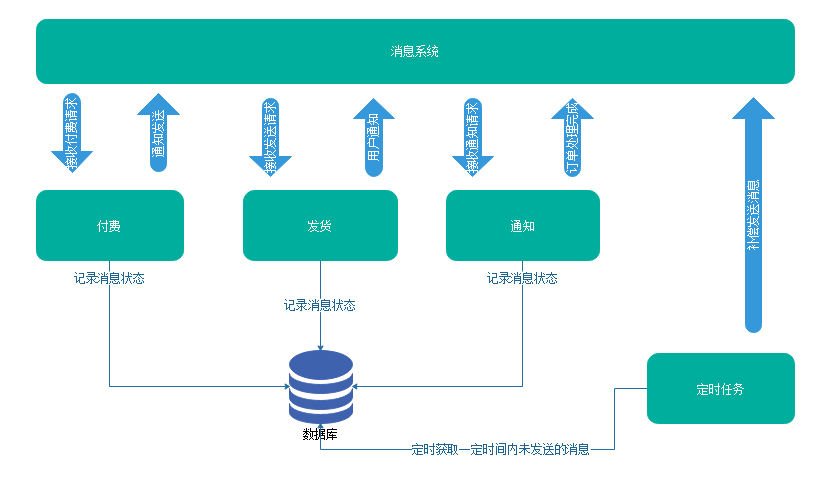 消息系统
接收付费请求
通知发送
接收发送请求
用户通知
接收通知请求
订单处理完成
补偿发送消息
付费
发货
通知
记录消息状态
记录消息状态
记录消息状态
定时任务
数据库
定时获取一定时间内未发送的消息